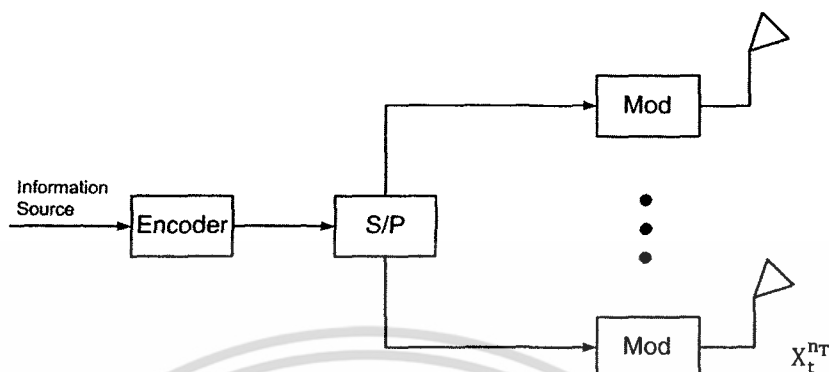 Mod
Information
Source
Encoder
S/P
Mod
X_t^{n_T}